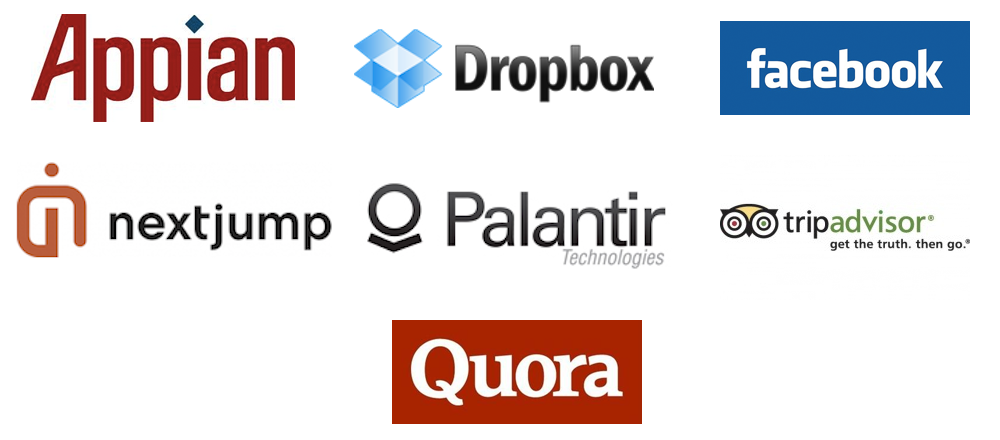 Appian
Dropbox
facebook
nextjump
Palantir
Technologies
tripadvisor®
get the truth. then go.®
Quora